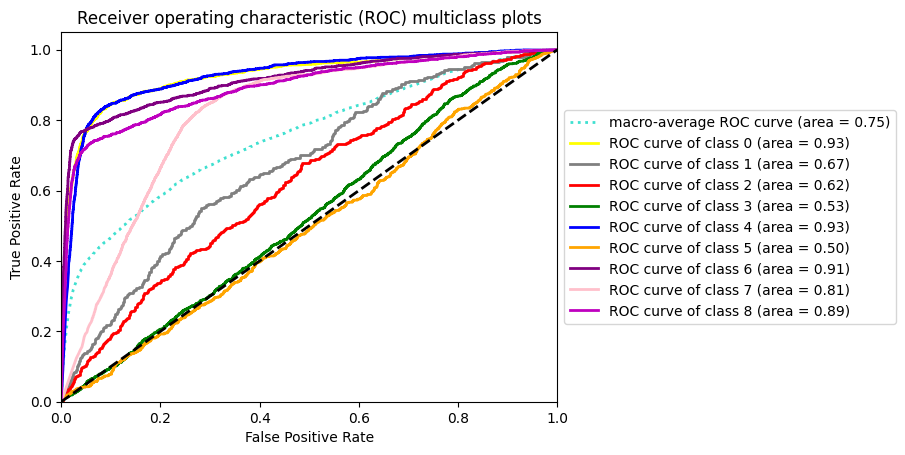 Receiver operating characteristic (ROC) multiclass plots
True Positive Rate
1.0
0.8
0.6
0.4
0.2
0.0
0.0 0.2 0.4 0.6 0.8 1.0
False Positive Rate
macro-average ROC curve (area = 0.75)
ROC curve of class 0 (area = 0.93)
ROC curve of class 1 (area = 0.67)
ROC curve of class 2 (area = 0.62)
ROC curve of class 3 (area = 0.53)
ROC curve of class 4 (area = 0.93)
ROC curve of class 5 (area = 0.50)
ROC curve of class 6 (area = 0.91)
ROC curve of class 7 (area = 0.81)
ROC curve of class 8 (area = 0.89)